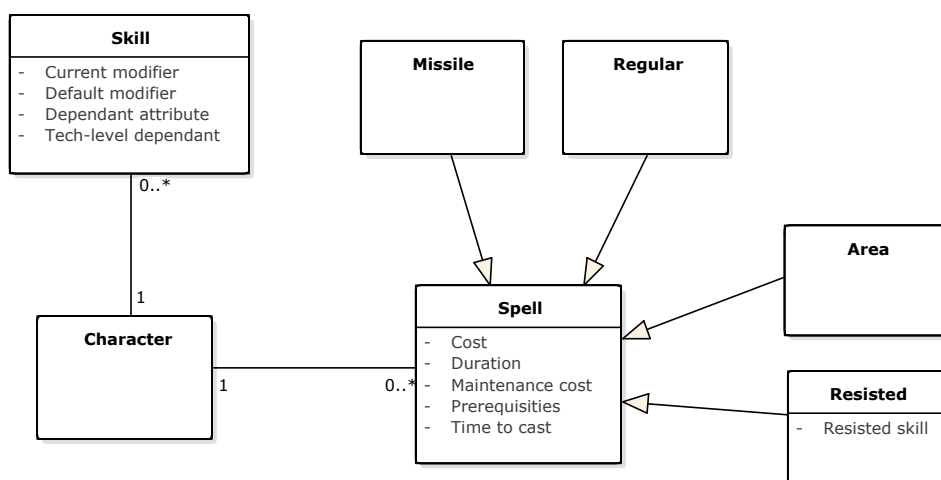 Skill
- Current modifier
- Default modifier
- Dependant attribute
- Tech-level dependant
0..*
1
Character
1
0..*
Missile
Regular
Spell
- Cost
- Duration
- Maintenance cost
- Prerequisities
- Time to cast
Area
Resisted
- Resisted skill